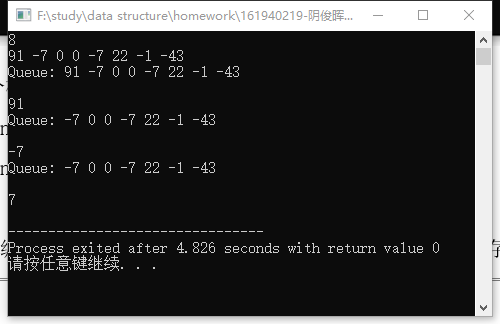 F:\study\data structure\homework\161940219-阴俊晖...
8
91 -7 0 0 -7 22 -1 -43
Queue: 91 -7 0 0 -7 22 -1 -43
91
Queue: -7 0 0 -7 22 -1 -43
-7
Queue: -7 0 0 -7 22 -1 -43
7
--------------------------------
Process exited after 4.826 seconds with return value 0
请按任意键继续. . .